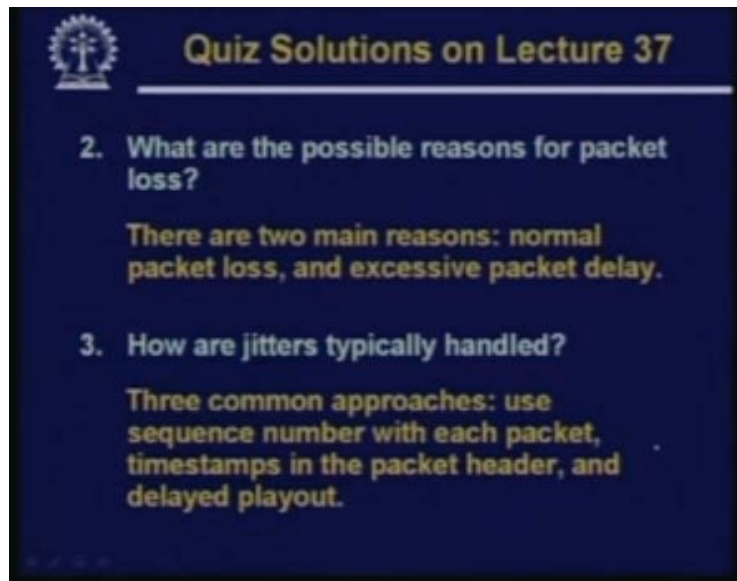 Quiz Solutions on Lecture 37
2. What are the possible reasons for packet
loss?
There are two main reasons: normal
packet loss, and excessive packet delay.
3. How are jitters typically handled?
Three common approaches: use
sequence number with each packet,
timestamps in the packet header, and
delayed playout.